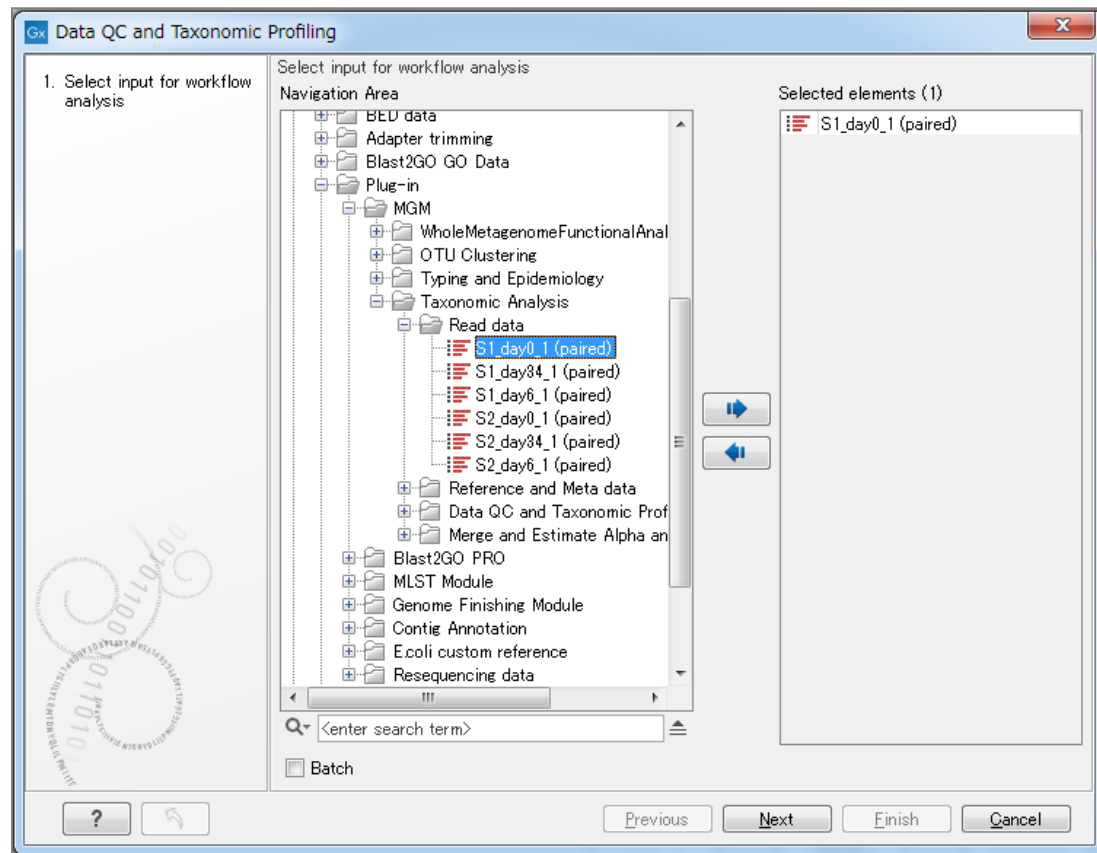 Gx Data QC and Taxonomic Profiling
1. Select input for workflow
analysis
Select input for workflow analysis
Navigation Area
BED data
Adapter trimming
Blast2GO GO Data
Plug-in
MGM
WholeMetagenomeFunctionalAnal
OTU Clustering
Typing and Epidemiology
Taxonomic Analysis
Read data
S1_day0_1 (paired)
S1_day34_1 (paired)
S1_day6_1 (paired)
S2_day0_1 (paired)
S2_day34_1 (paired)
S2_day6_1 (paired)
Reference and Meta data
Data QC and Taxonomic Prof
Merge and Estimate Alpha an
Blast2GO PRO
MLST Module
Genome Finishing Module
Contig Annotation
E.coli custom reference
Resequencing data
<enter search term>
Batch
Selected elements (1)
S1_day0_1 (paired)
?
Previous
Next
Finish
Cancel